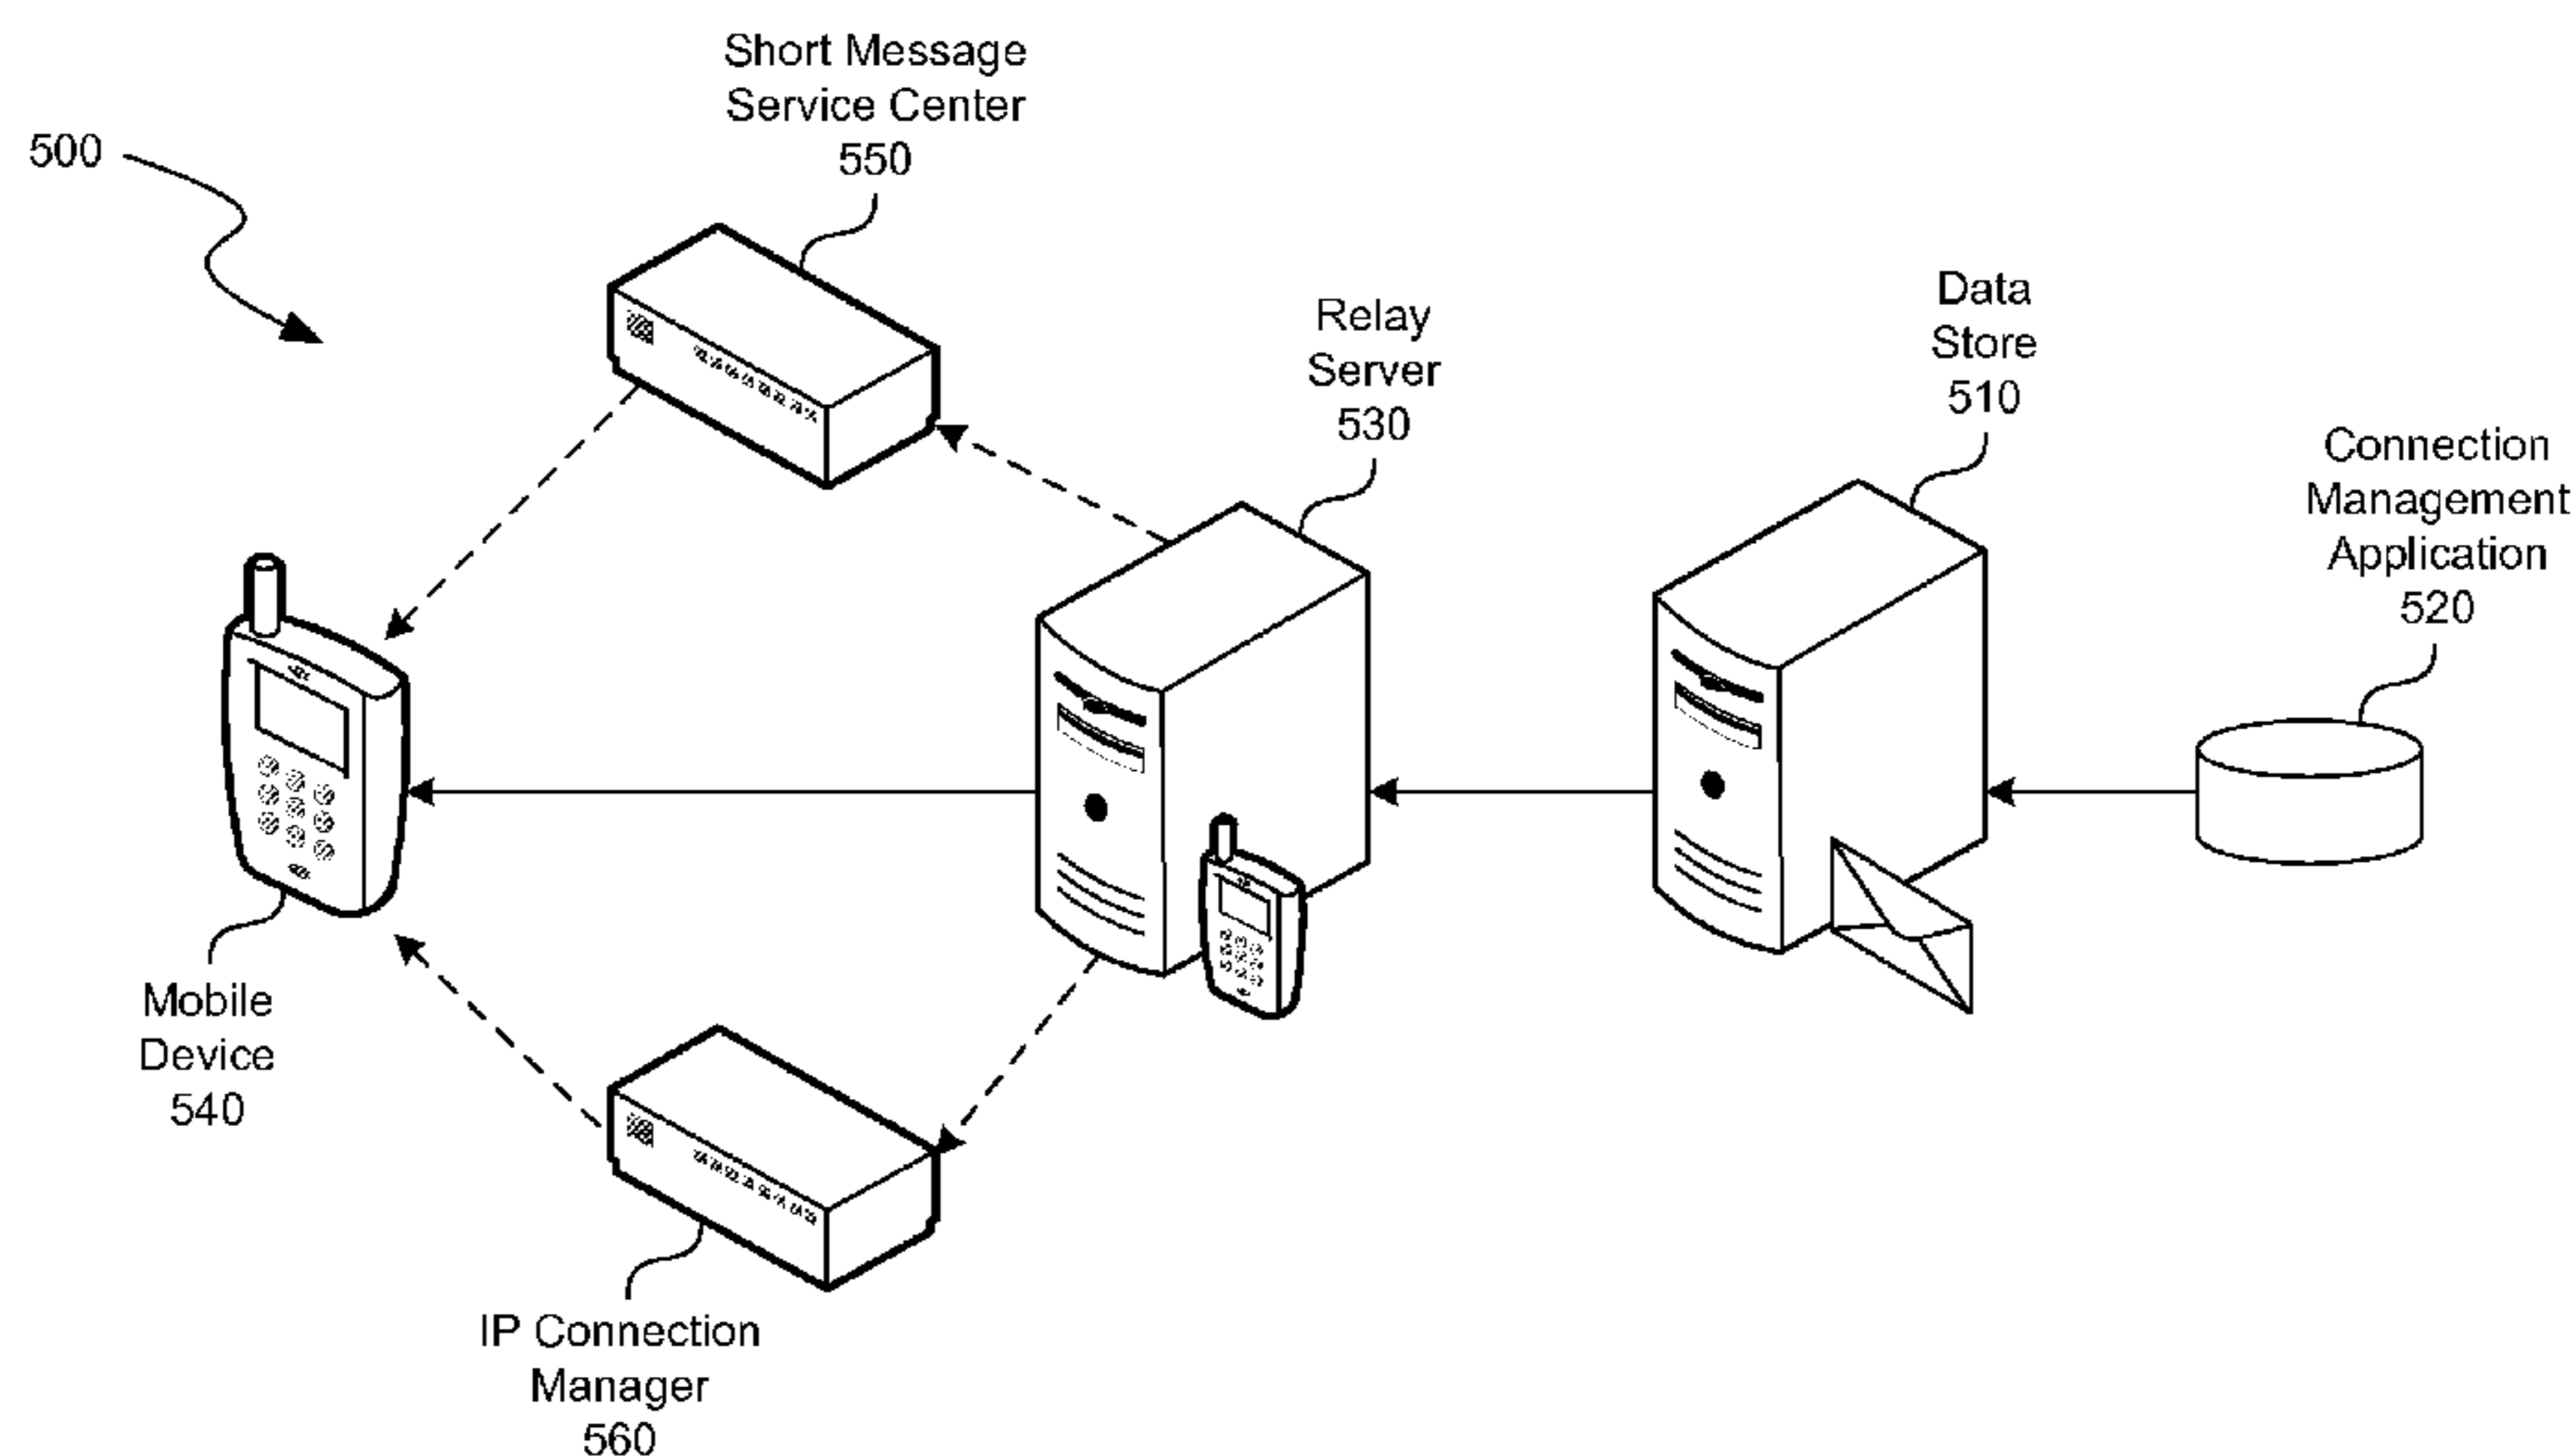 Short Message
Service Center
550
500
Relay
Server
530
Data
Store
510
Connection
Management
Application
520
Mobile
Device
540
IP Connection
Manager
560